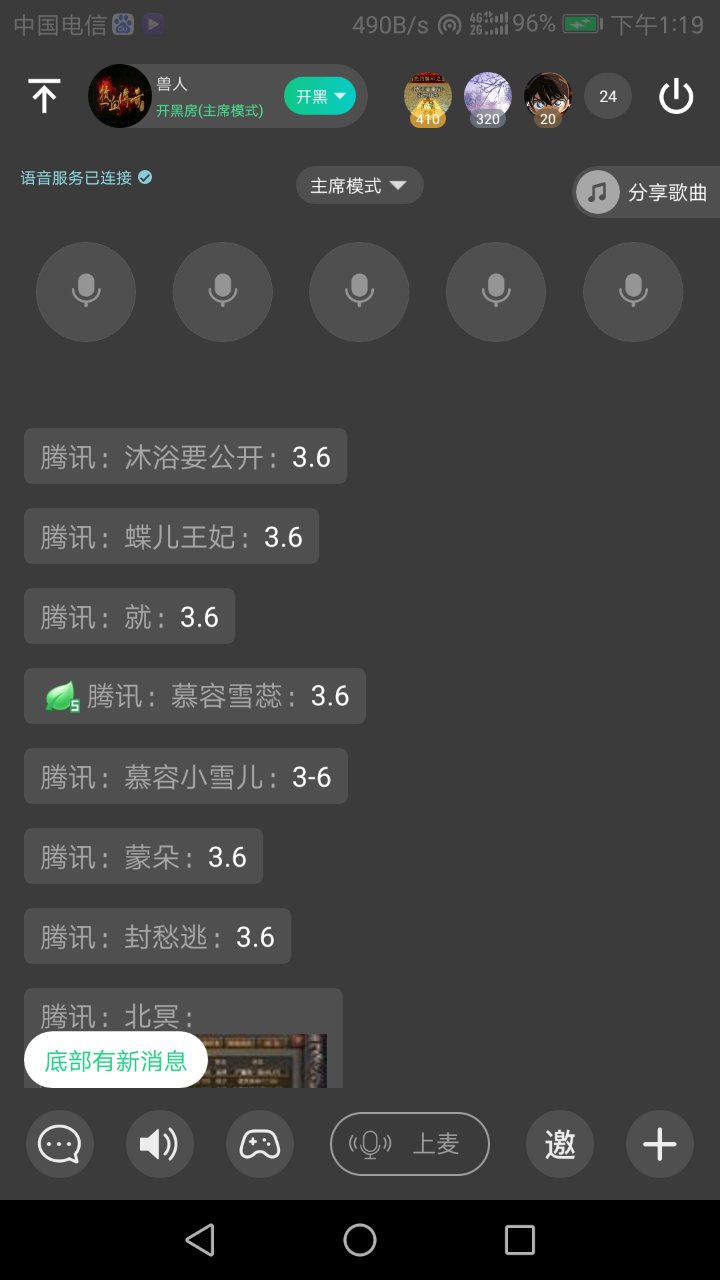 中国电信 490B/s 4G 2G 96% 下午1:19
兽人
开黑房(主席模式)
开黑
410 320 20 24
语音服务已连接
主席模式
分享歌曲
腾讯：沐浴要公开：3.6
腾讯：蝶儿王妃：3.6
腾讯：就：3.6
5 腾讯：慕容雪蕊：3.6
腾讯：慕容小雪儿：3-6
腾讯：蒙朵：3.6
腾讯：封愁逃：3.6
腾讯：北冥：
底部有新消息
上麦
邀